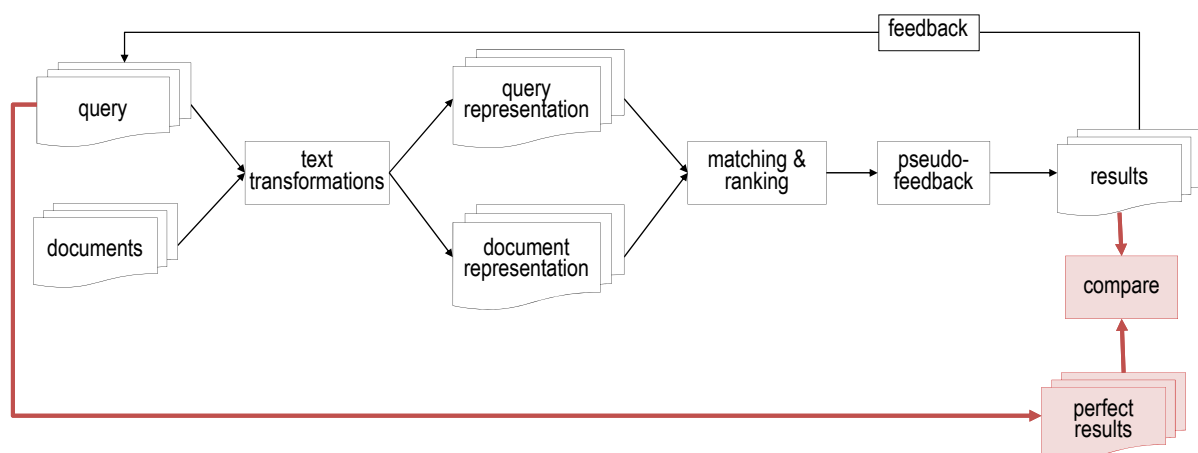 feedback
query
query
representation
text
transformations
matching &
ranking
pseudo-
feedback
results
documents
document
representation
compare
perfect
results